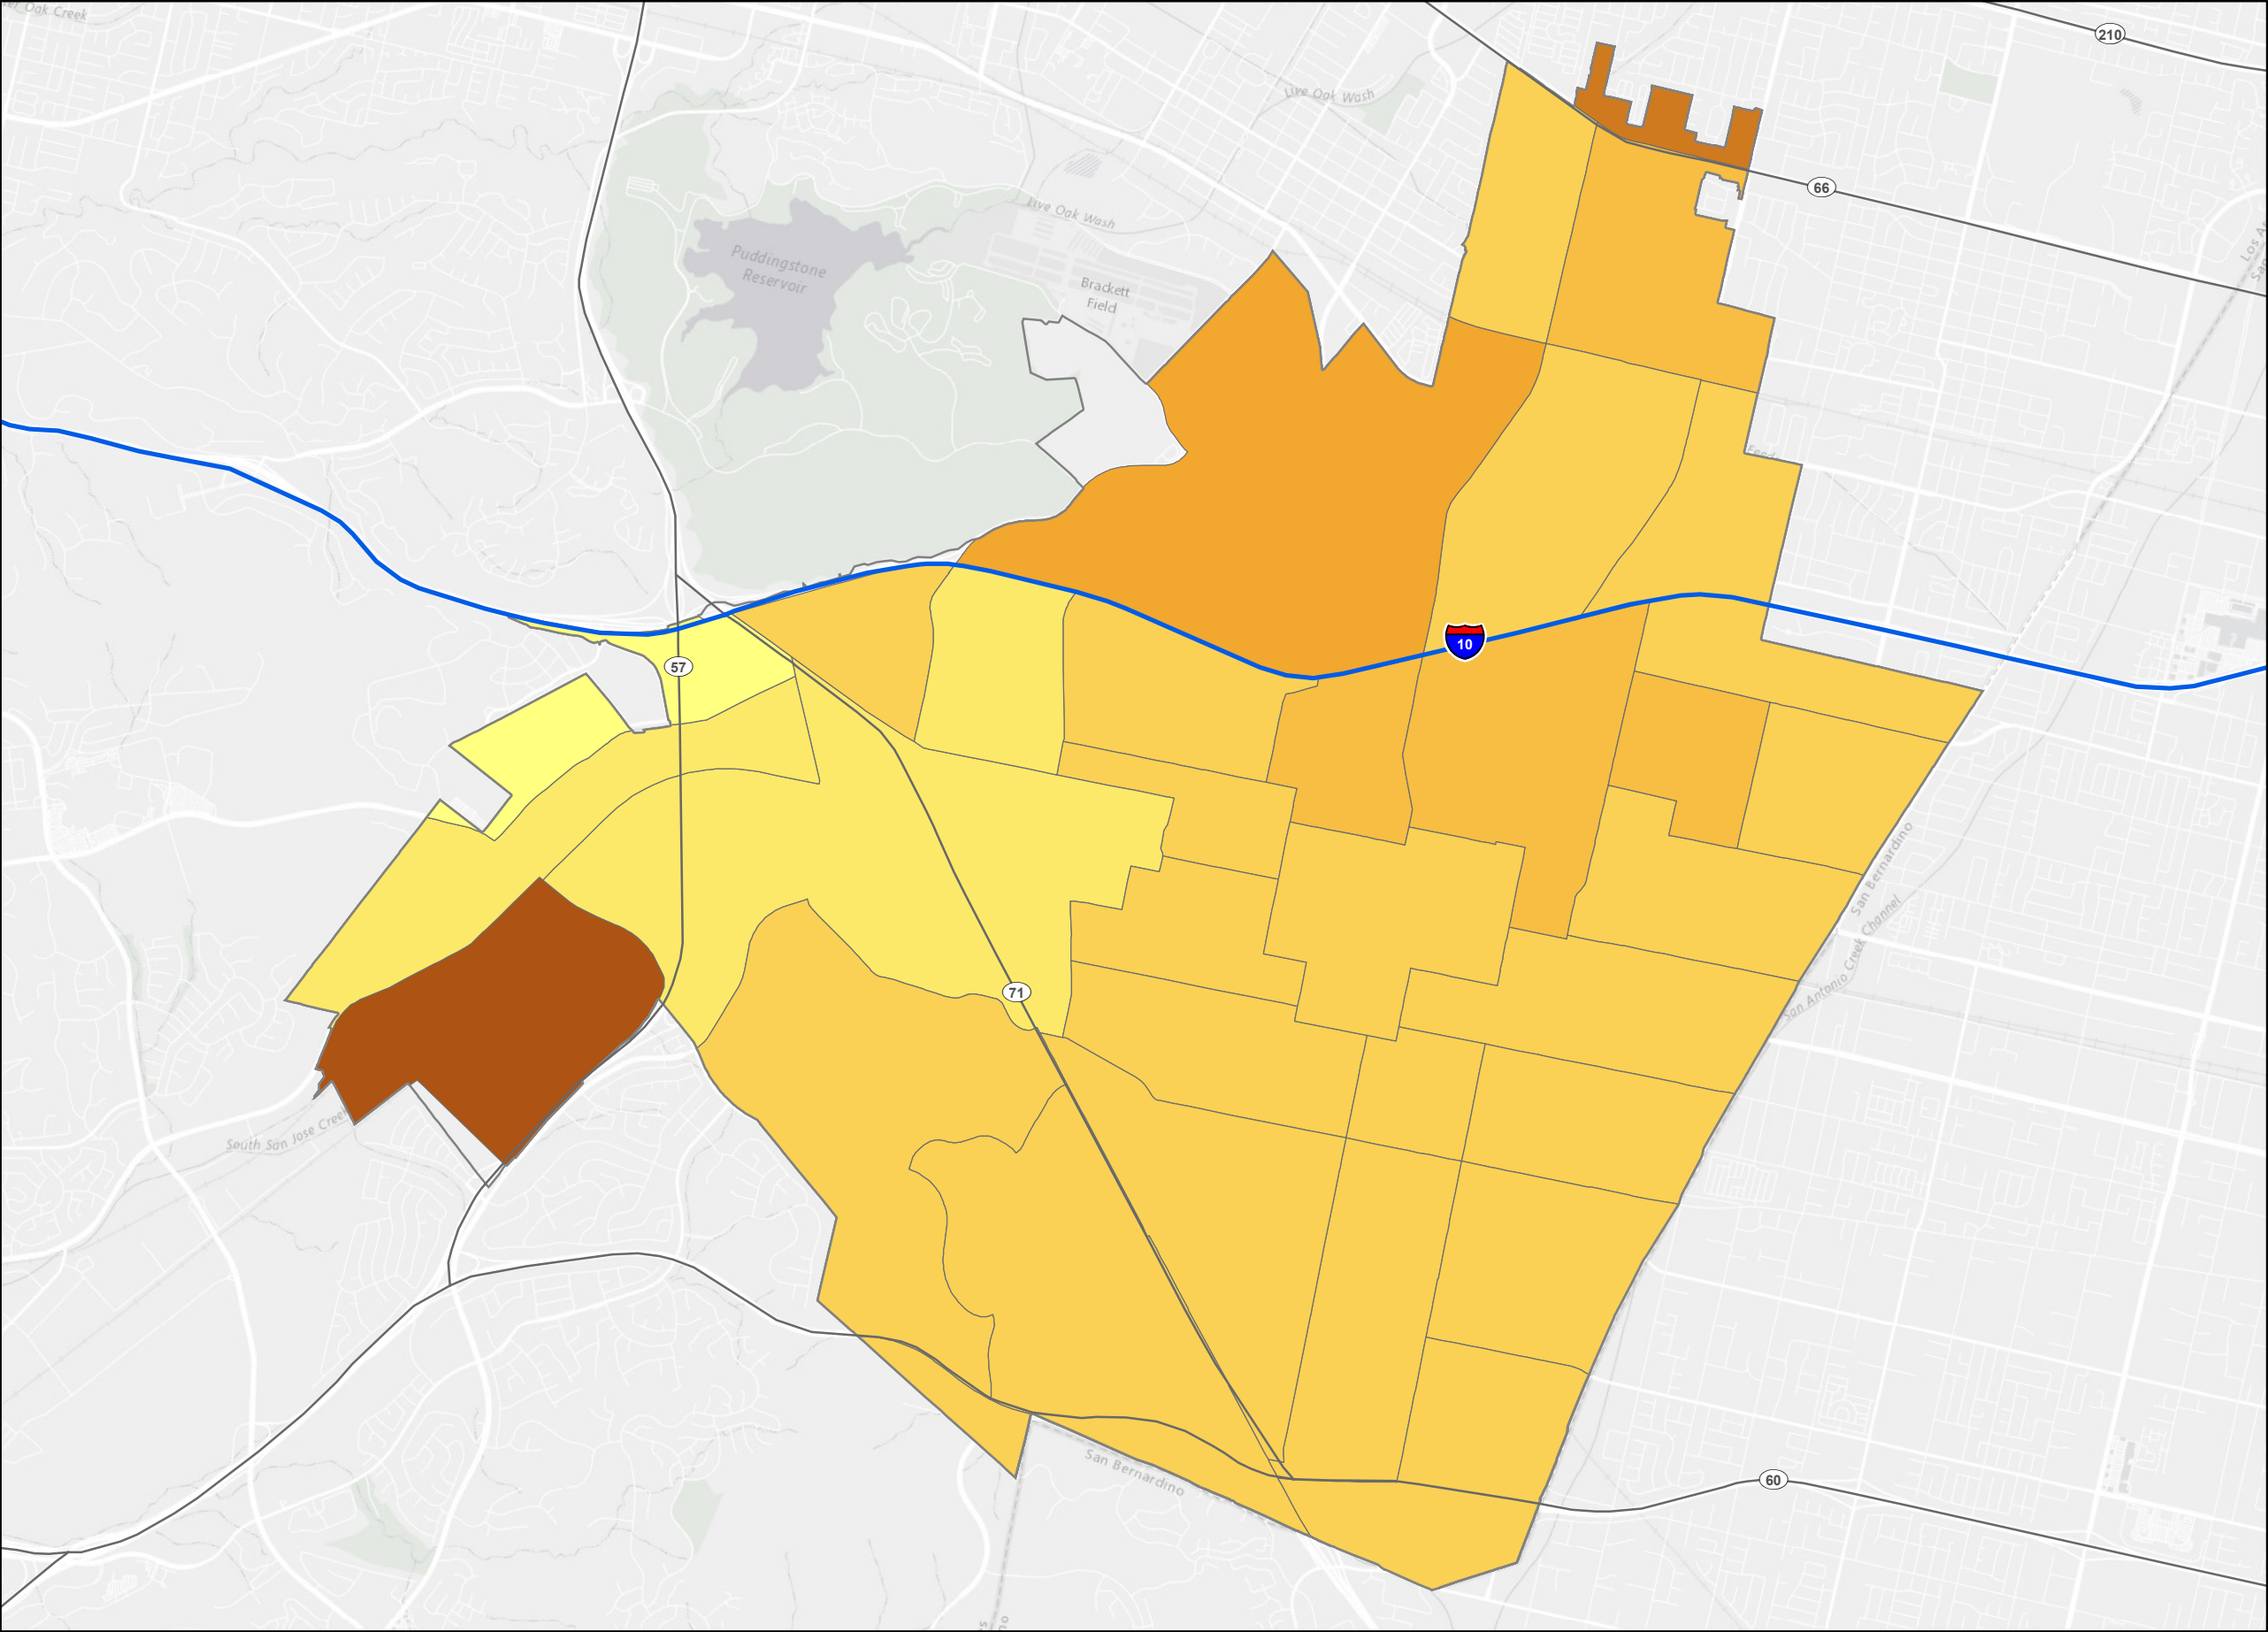 Oak Creek
210
Live Oak Wash
66
Live Oak Wash
Puddingstone
Reservoir
Brackett
Field
10
57
San Bernardino
San Antonio Creek Channel
71
South San Jose Creek
San Bernardino
60